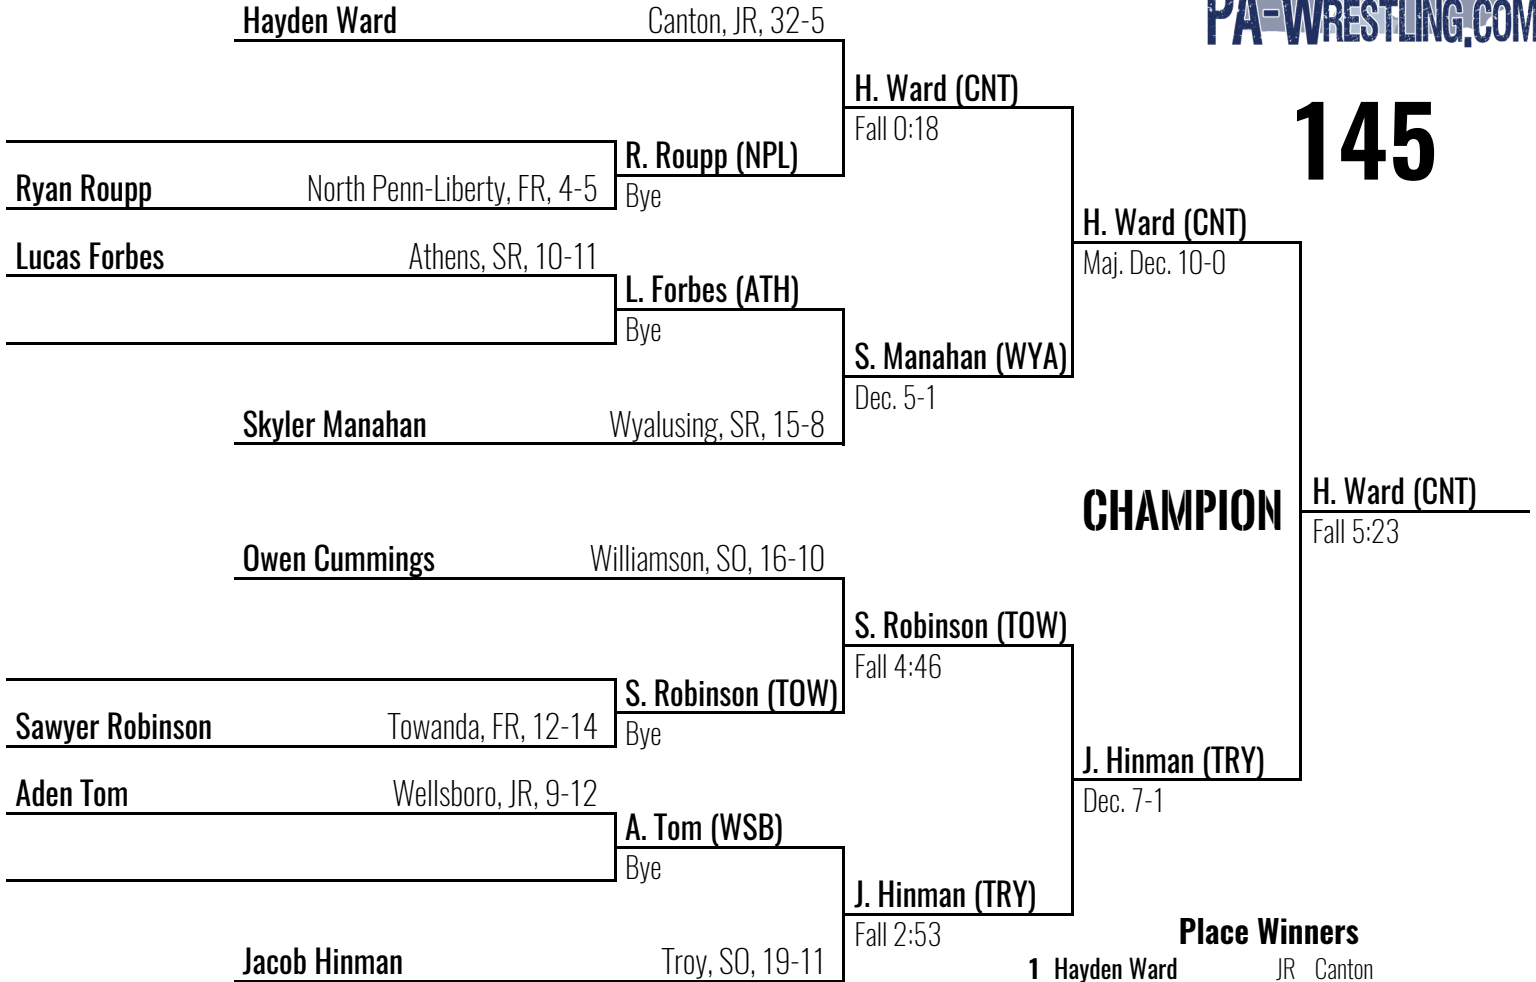 PA-WRESTLING.COM
145
Hayden Ward Canton, JR, 32-5
H. Ward (CNT)
Fall 0:18
R. Roupp (NPL)
Bye
Ryan Roupp North Penn-Liberty, FR, 4-5
H. Ward (CNT)
Maj. Dec. 10-0
Lucas Forbes Athens, SR, 10-11
L. Forbes (ATH)
Bye
S. Manahan (WYA)
Dec. 5-1
Skyler Manahan Wyalusing, SR, 15-8
CHAMPION
H. Ward (CNT)
Fall 5:23
Owen Cummings Williamson, SO, 16-10
S. Robinson (TOW)
Fall 4:46
S. Robinson (TOW)
Bye
Sawyer Robinson Towanda, FR, 12-14
J. Hinman (TRY)
Dec. 7-1
Aden Tom Wellsboro, JR, 9-12
A. Tom (WSB)
Bye
J. Hinman (TRY)
Fall 2:53
Jacob Hinman Troy, SO, 19-11
Place Winners
1 Hayden Ward JR Canton